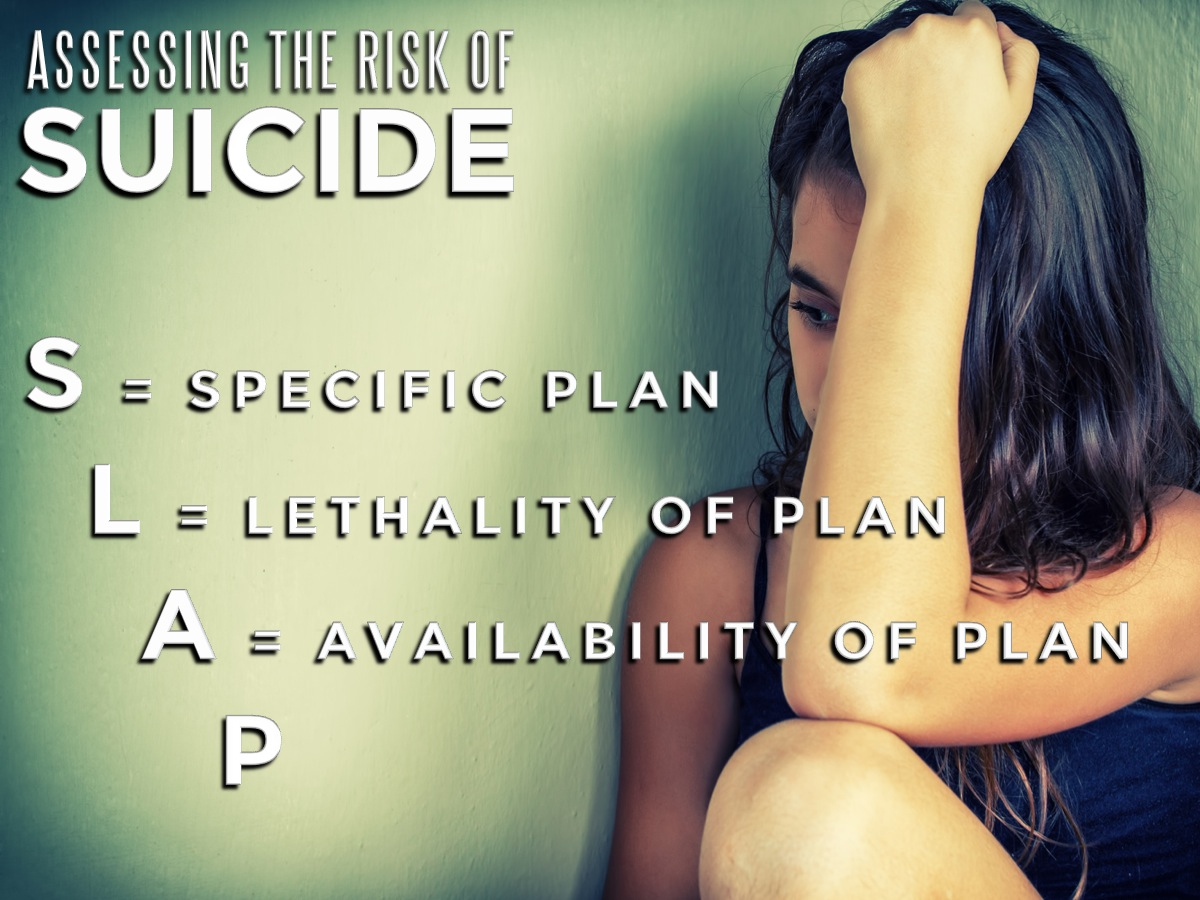 ASSESSING THE RISK OF
SUICIDE
S = SPECIFIC PLAN
L = LETHALITY OF PLAN
A = AVAILABILITY OF PLAN
P